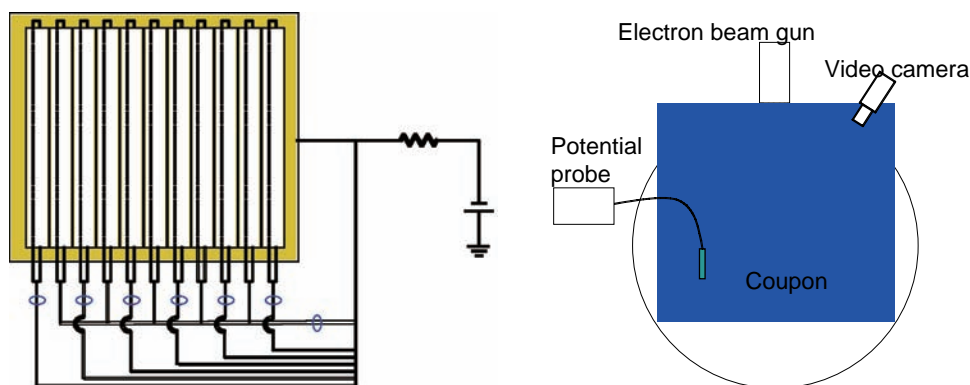 Electron beam gun
Video camera
Potential
probe
Coupon